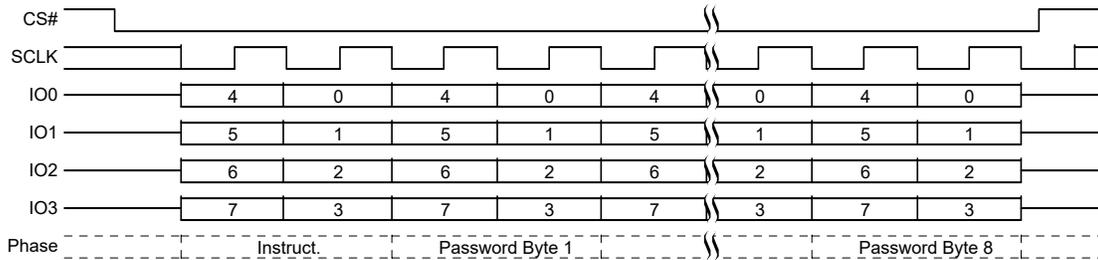 CS#
SCLK
IO0 4 0 4 0 4 0 4 0
IO1 5 1 5 1 5 1 5 1
IO2 6 2 6 2 6 2 6 2
IO3 7 3 7 3 7 3 7 3
Phase Instruct. Password Byte 1 Password Byte 8